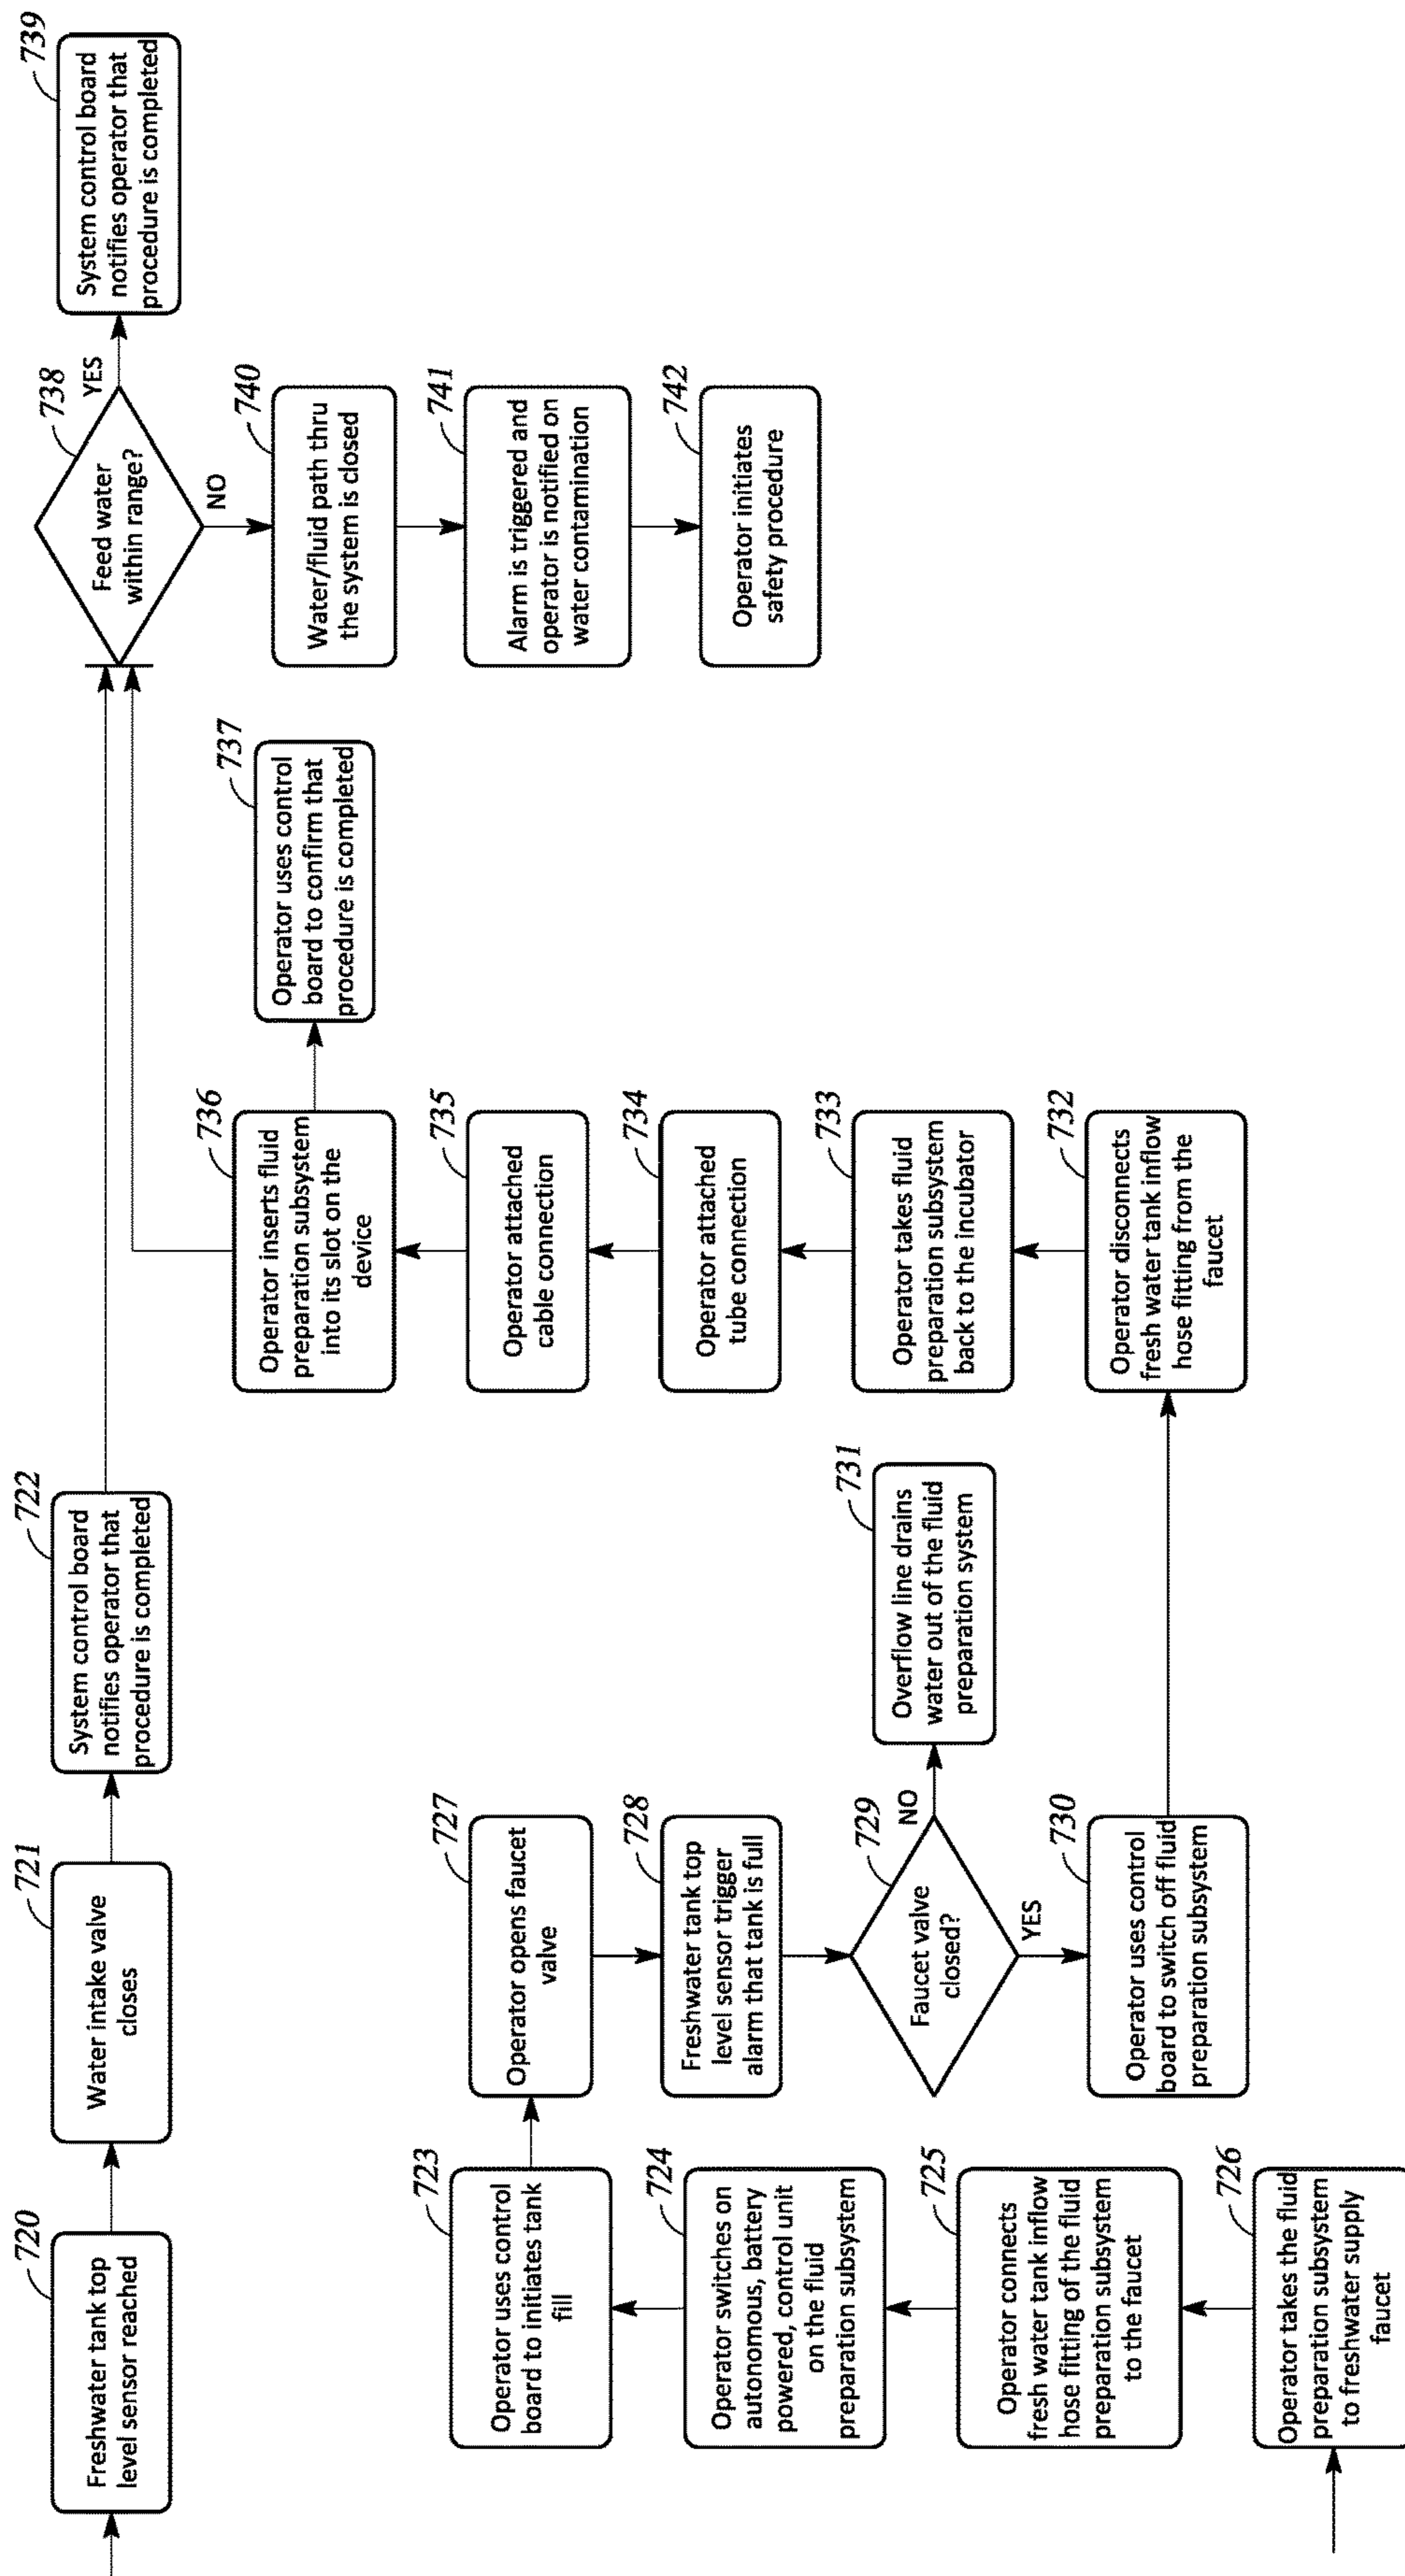 720
Freshwater tank top
level sensor reached
721
Water intake valve
closes
722
System control board
notifies operator that
procedure is completed
738
Feed water
within range?
YES
NO
739
System control board
notifies operator that
procedure is completed
740
Water/fluid path thru
the system is closed
741
Alarm is triggered and
operator is notified on
water contamination
742
Operator initiates
safety procedure
723
Operator uses control
board to initiates tank
fill
724
Operator switches on
autonomous, battery
powered, control unit
on the fluid
preparation subsystem
725
Operator connects
fresh water tank inflow
hose fitting of the fluid
preparation subsystem
to the faucet
726
Operator takes the fluid
preparation subsystem
to freshwater supply
faucet
727
Operator opens faucet
valve
728
Freshwater tank top
level sensor trigger
alarm that tank is full
729
Faucet valve
closed?
NO
YES
730
Operator uses control
board to switch off fluid
preparation subsystem
731
Overflow line drains
water out of the fluid
preparation system
736
Operator inserts fluid
preparation subsystem
into its slot on the
device
735
Operator attached
cable connection
734
Operator attached
tube connection
733
Operator takes fluid
preparation subsystem
back to the incubator
732
Operator disconnects
fresh water tank inflow
hose fitting from the
faucet
737
Operator uses control
board to confirm that
procedure is completed